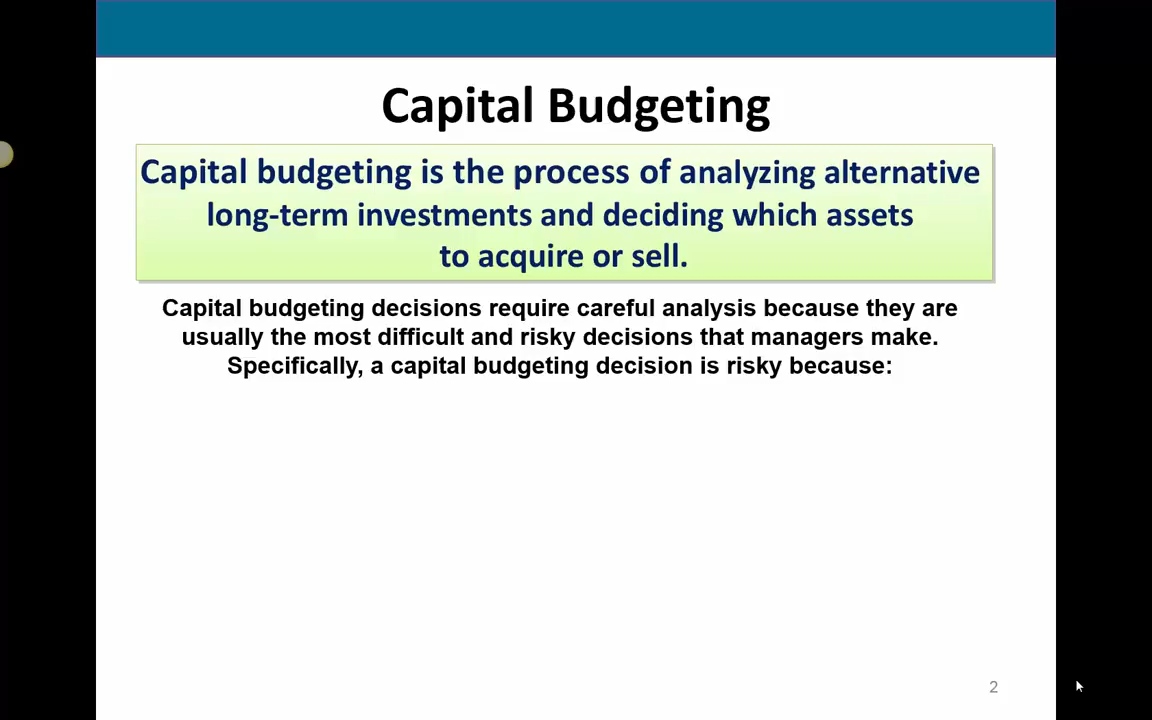 Capital Budgeting
Capital budgeting is the process of analyzing alternative
long-term investments and deciding which assets
to acquire or sell.
Capital budgeting decisions require careful analysis because they are
usually the most difficult and risky decisions that managers make.
Specifically, a capital budgeting decision is risky because:
2